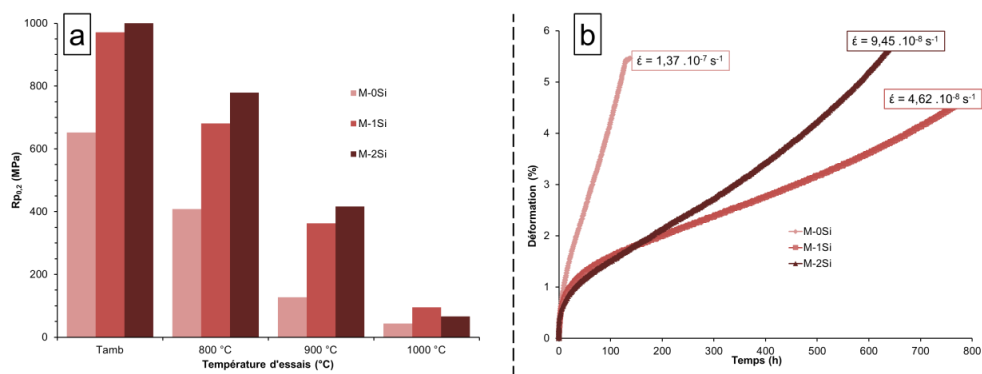 a
1000
800
600
400
200
0
Rp0,2 (MPa)
M-0Si
M-1Si
M-2Si
Tamb 800 °C 900 °C 1000 °C
Température d'essais (°C)
b
6
5
4
3
2
1
0
Déformation (%)
έ = 1,37 .10-7 s-1
έ = 9,45 .10-8 s-1
έ = 4,62 .10-8 s-1
M-0Si
M-1Si
M-2Si
0 100 200 300 400 500 600 700 800
Temps (h)